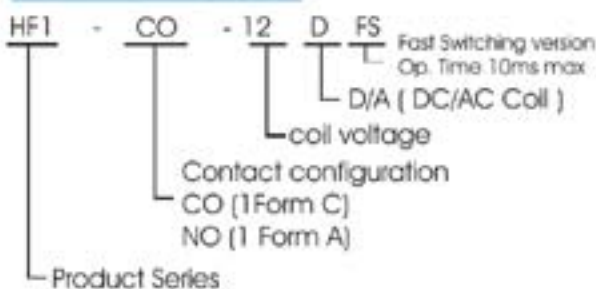 HF1 - CO - 12 D FS
Fast Switching version
Op. Time 10ms max
D/A ( DC/AC Coil )
coil voltage
Contact configuration
CO (1Form C)
NO (1 Form A)
Product Series